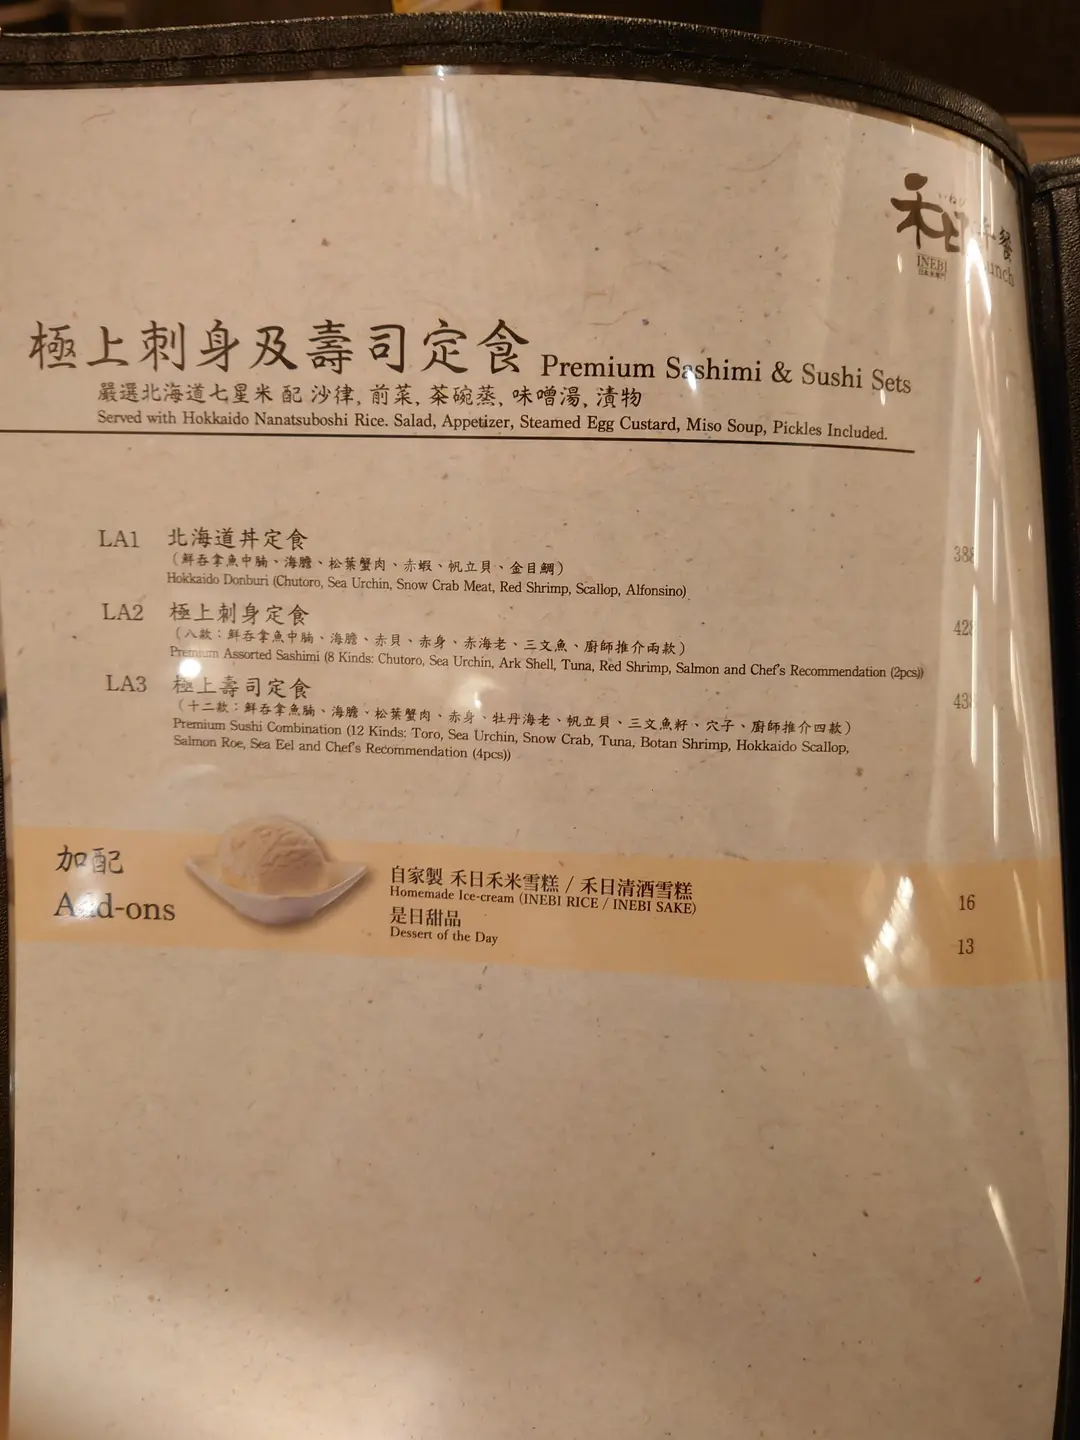 禾日 午餐
INEBI
Lunch
極上刺身及壽司定食 Premium Sashimi & Sushi Sets
嚴選北海道七星米 配 沙律, 前菜, 茶碗蒸, 味噌湯, 漬物
Served with Hokkaido Nanatsuboshi Rice. Salad, Appetizer, Steamed Egg Custard, Miso Soup, Pickles Included.
LA1 北海道丼定食 388
(鮮吞拿魚中腩、海膽、松葉蟹肉、赤蝦、帆立貝、金目鯛)
Hokkaido Donburi (Chutoro, Sea Urchin, Snow Crab Meat, Red Shrimp, Scallop, Alfonsino)
LA2 極上刺身定食 428
(八款：鮮吞拿魚中腩、海膽、赤貝、赤身、赤海老、三文魚、廚師推介兩款)
Premium Assorted Sashimi (8 Kinds: Chutoro, Sea Urchin, Ark Shell, Tuna, Red Shrimp, Salmon and Chef's Recommendation (2pcs))
LA3 極上壽司定食 438
(十二款：鮮吞拿魚腩、海膽、松葉蟹肉、赤身、牡丹海老、帆立貝、三文魚籽、穴子、廚師推介四款)
Premium Sushi Combination (12 Kinds: Toro, Sea Urchin, Snow Crab, Tuna, Botan Shrimp, Hokkaido Scallop,
Salmon Roe, Sea Eel and Chef's Recommendation (4pcs))
加配
Add-ons
自家製 禾日禾米雪糕 / 禾日清酒雪糕
Homemade Ice-cream (INEBI RICE / INEBI SAKE) 16
是日甜品
Dessert of the Day 13